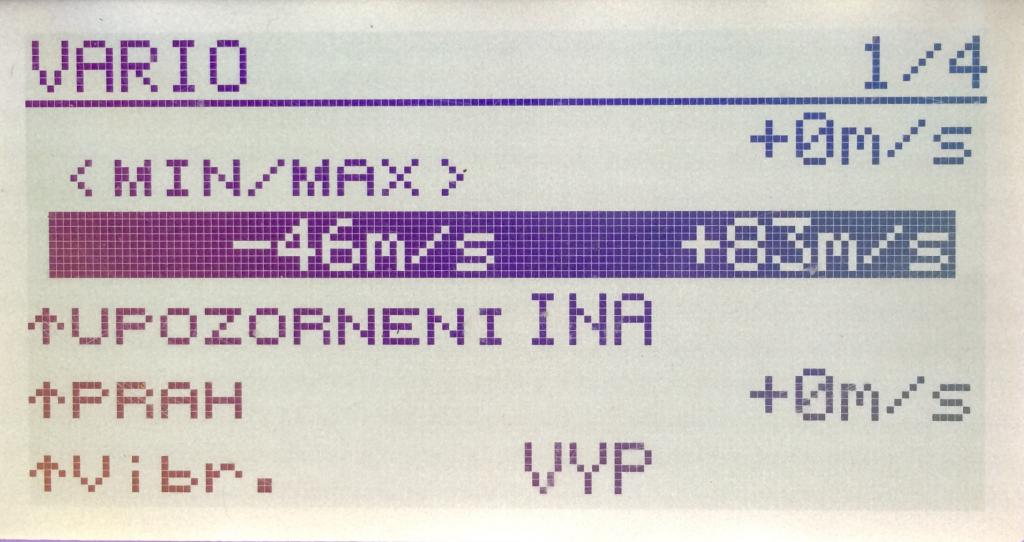 VARIO 1/4
+0m/s
<MIN/MAX>
-46m/s +83m/s
↑UPOZORNENI INA
↑PRAH +0m/s
↑Vibr. VYP